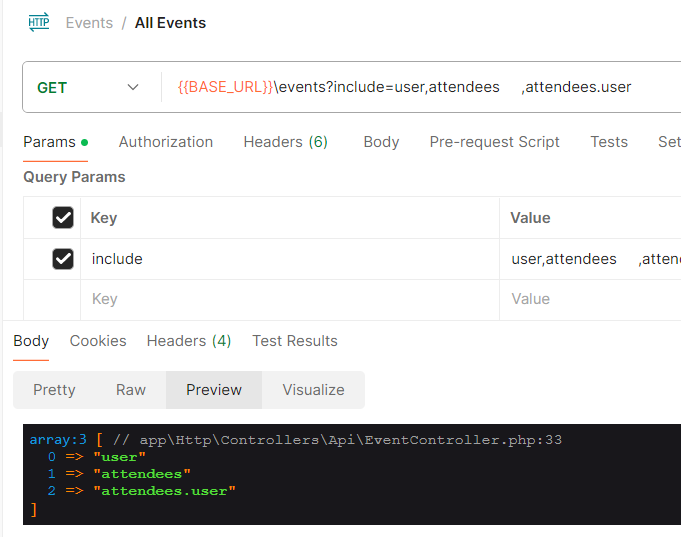 HTTP Events / All Events
GET {{BASE_URL}}\events?include=user,attendees     ,attendees.user
Params Authorization Headers (6) Body Pre-request Script Tests Set
Query Params
Key Value
include user,attendees     ,atten
Key Value
Body Cookies Headers (4) Test Results
Pretty Raw Preview Visualize
array:3 [ // app\Http\Controllers\Api\EventController.php:33
  0 => "user"
  1 => "attendees"
  2 => "attendees.user"
]